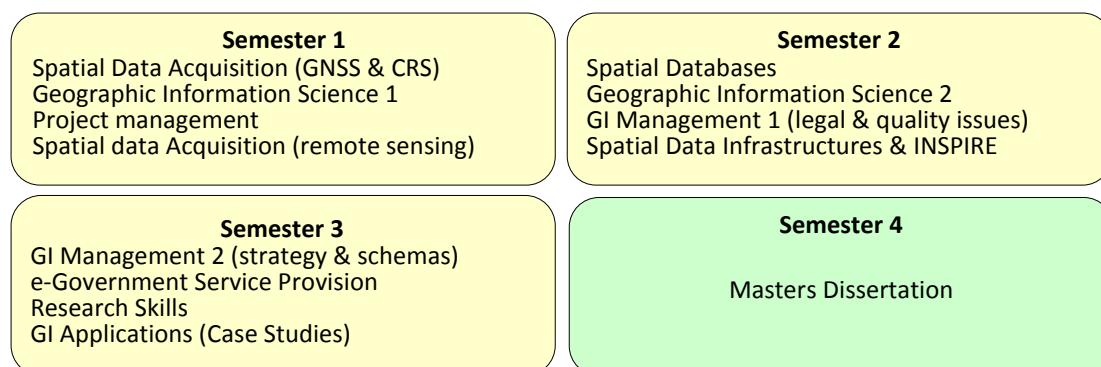 Semester 1
Spatial Data Acquisition (GNSS & CRS)
Geographic Information Science 1
Project management
Spatial data Acquisition (remote sensing)
Semester 2
Spatial Databases
Geographic Information Science 2
GI Management 1 (legal & quality issues)
Spatial Data Infrastructures & INSPIRE
Semester 3
GI Management 2 (strategy & schemas)
e-Government Service Provision
Research Skills
GI Applications (Case Studies)
Semester 4
Masters Dissertation